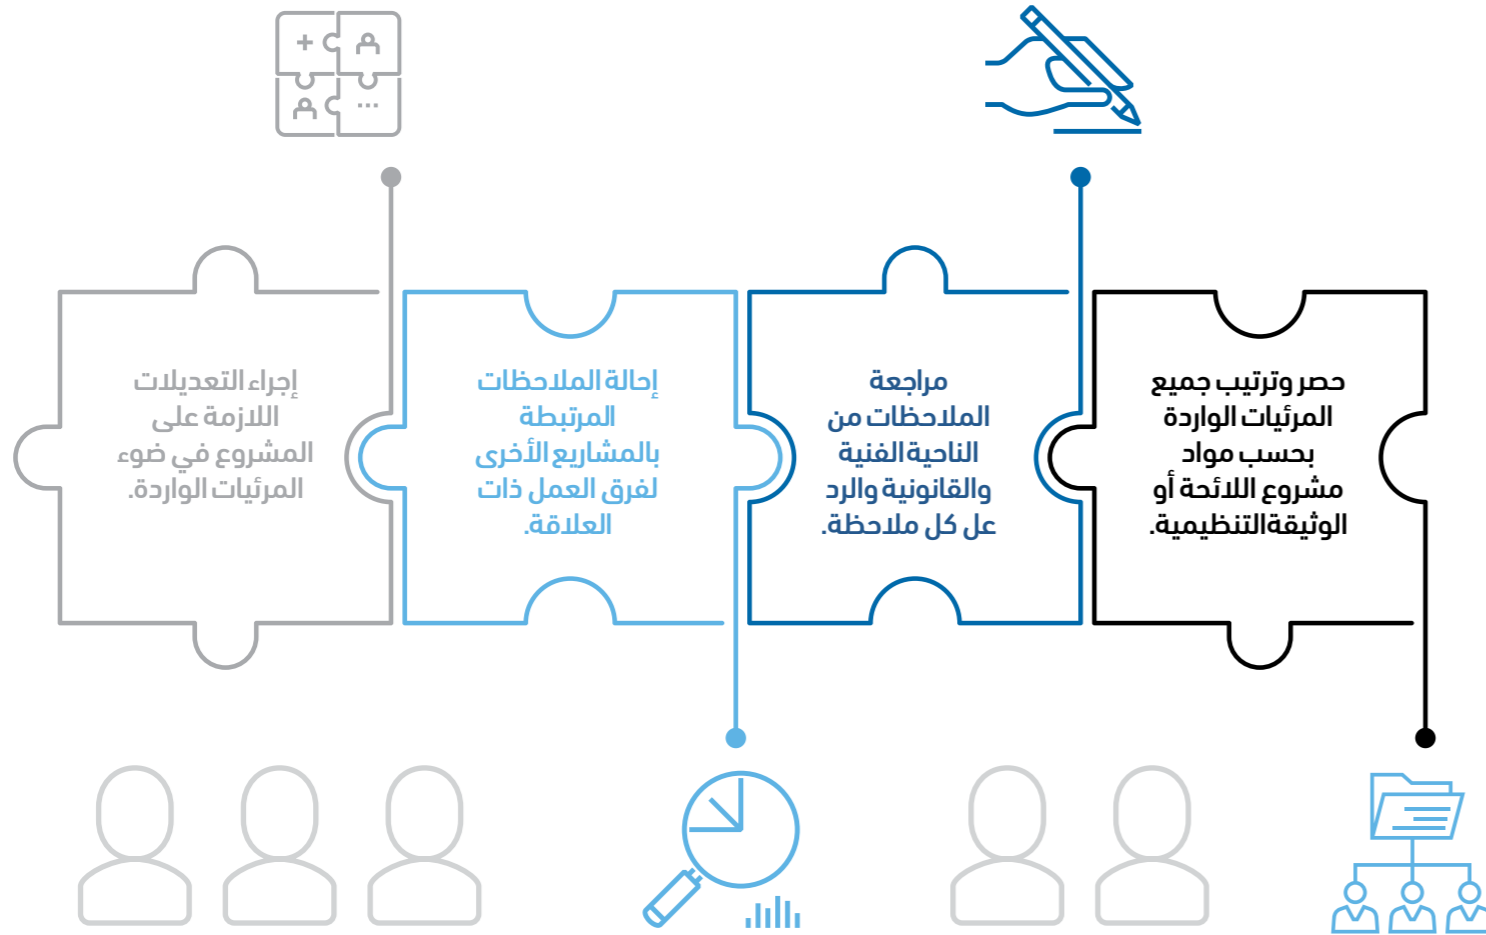 حصر وترتيب جميع
المرئيات الواردة
بحسب مواد
مشروع اللائحة أو
الوثيقةالتنظيمية.
مراجعة
الملاحظات من
الناحية الفنية
والقانونية والرد
عل كل ملاحظة.
إحالة الملاحظات
المرتبطة
بالمشاريع الأخرى
لفرق العمل ذات
العلاقة.
إجراء التعديلات
اللازمة على
المشروع في ضوء
المرئيات الواردة.